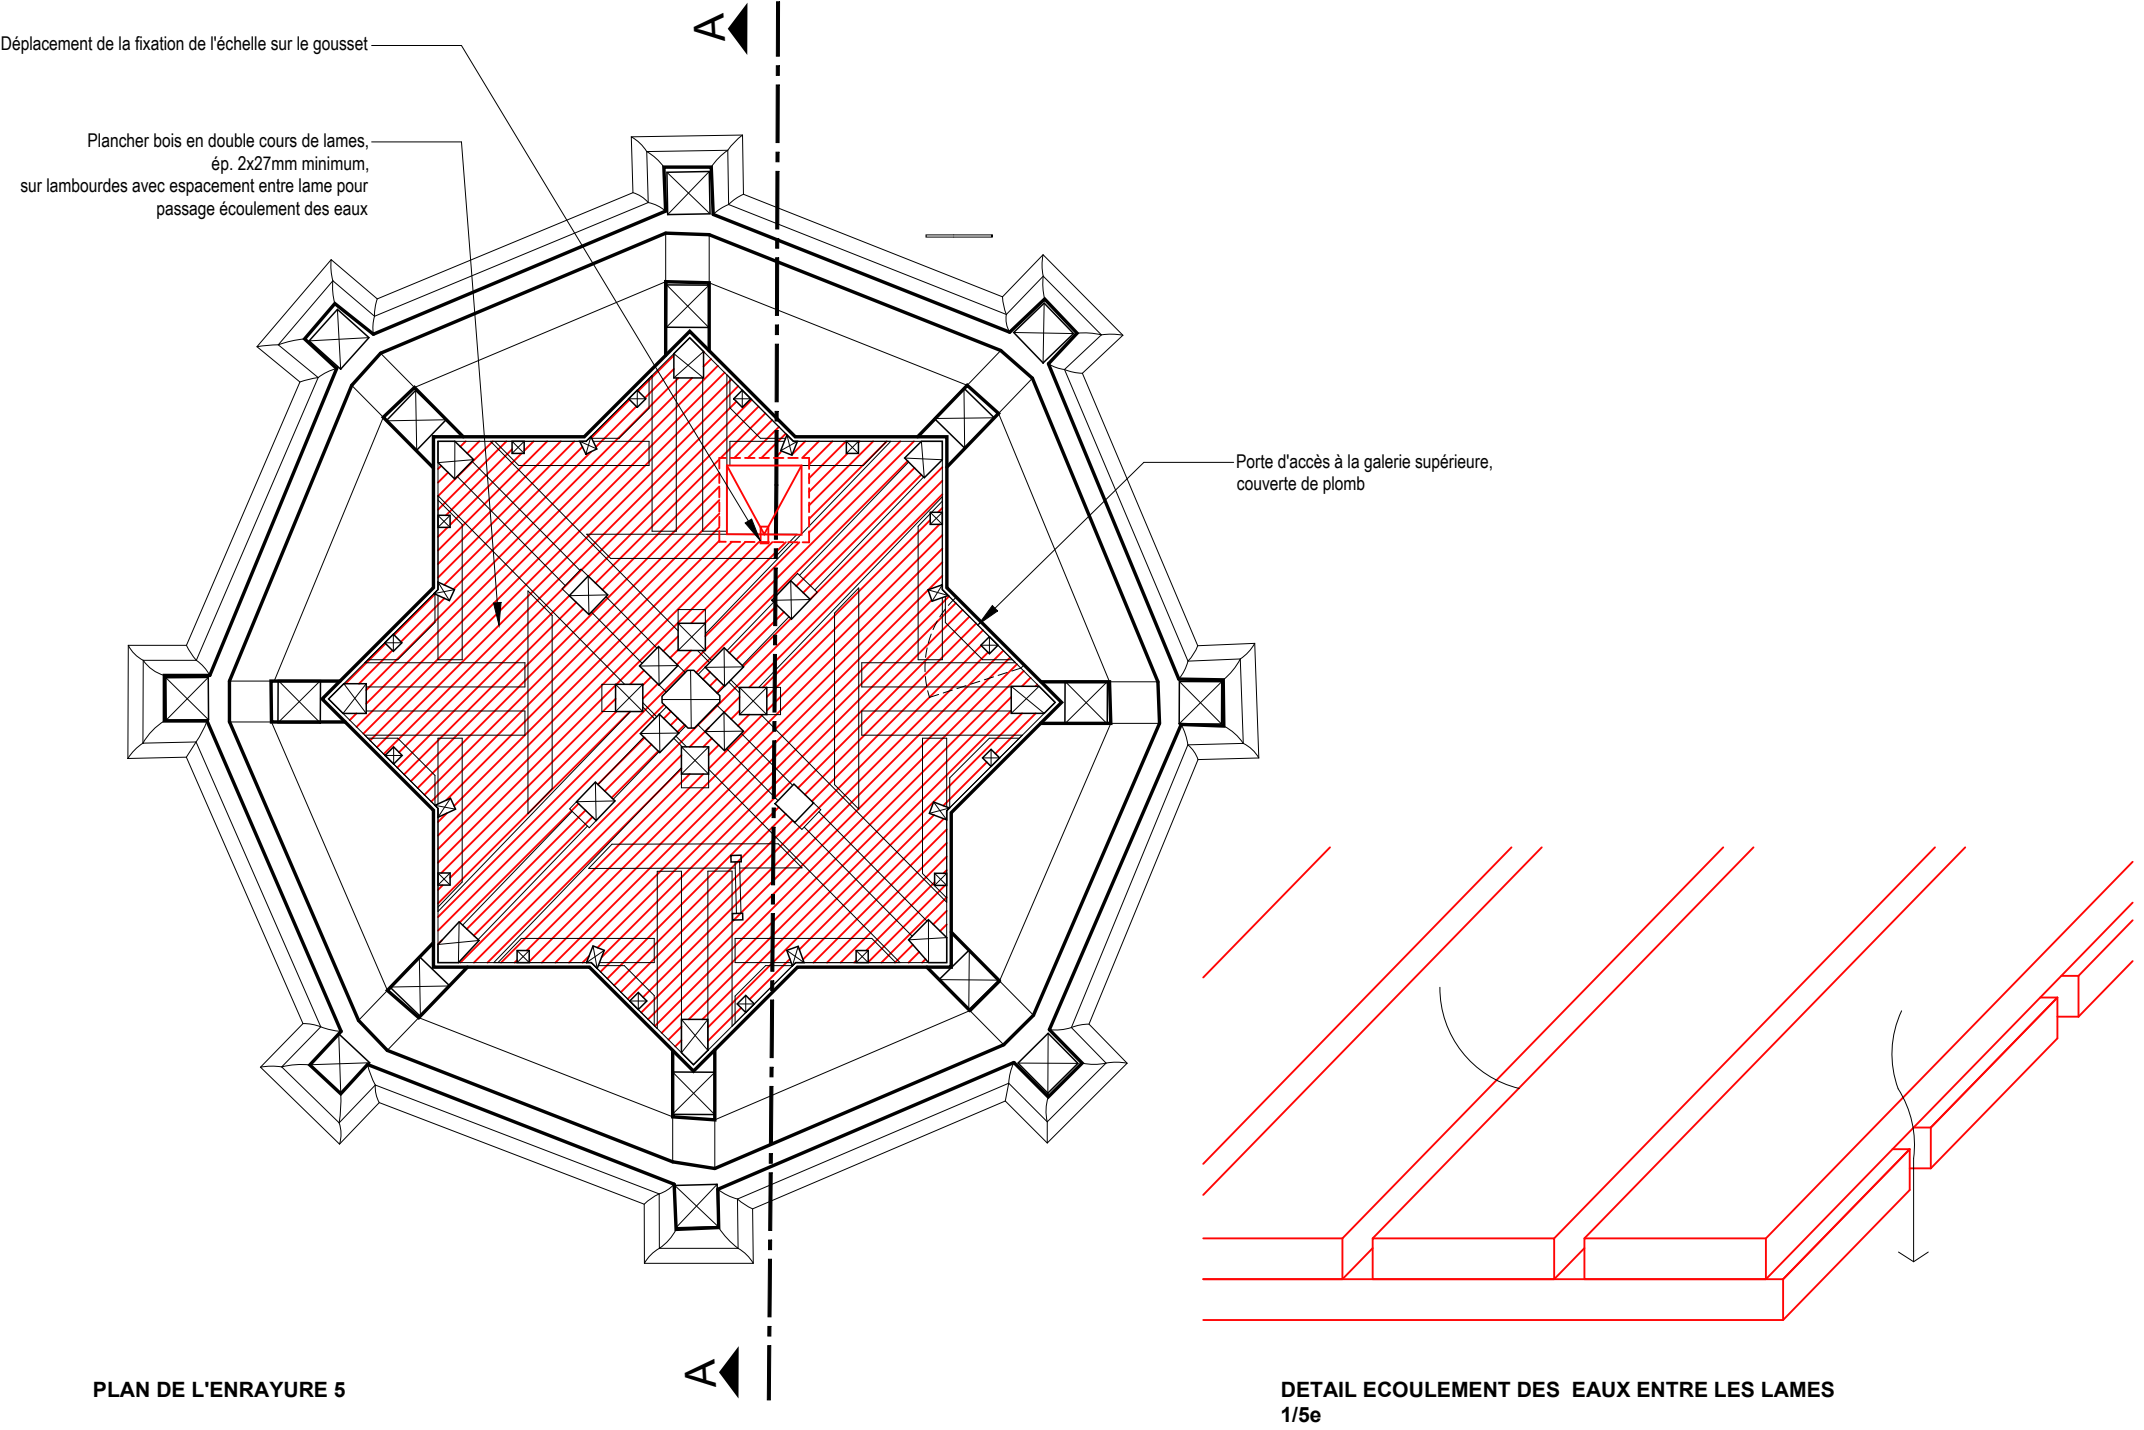 A
Déplacement de la fixation de l'échelle sur le gousset
Plancher bois en double cours de lames,
ép. 2x27mm minimum,
sur lambourdes avec espacement entre lame pour
passage écoulement des eaux
Porte d'accès à la galerie supérieure,
couverte de plomb
A
PLAN DE L'ENRAYURE 5
DETAIL ECOULEMENT DES EAUX ENTRE LES LAMES
1/5e